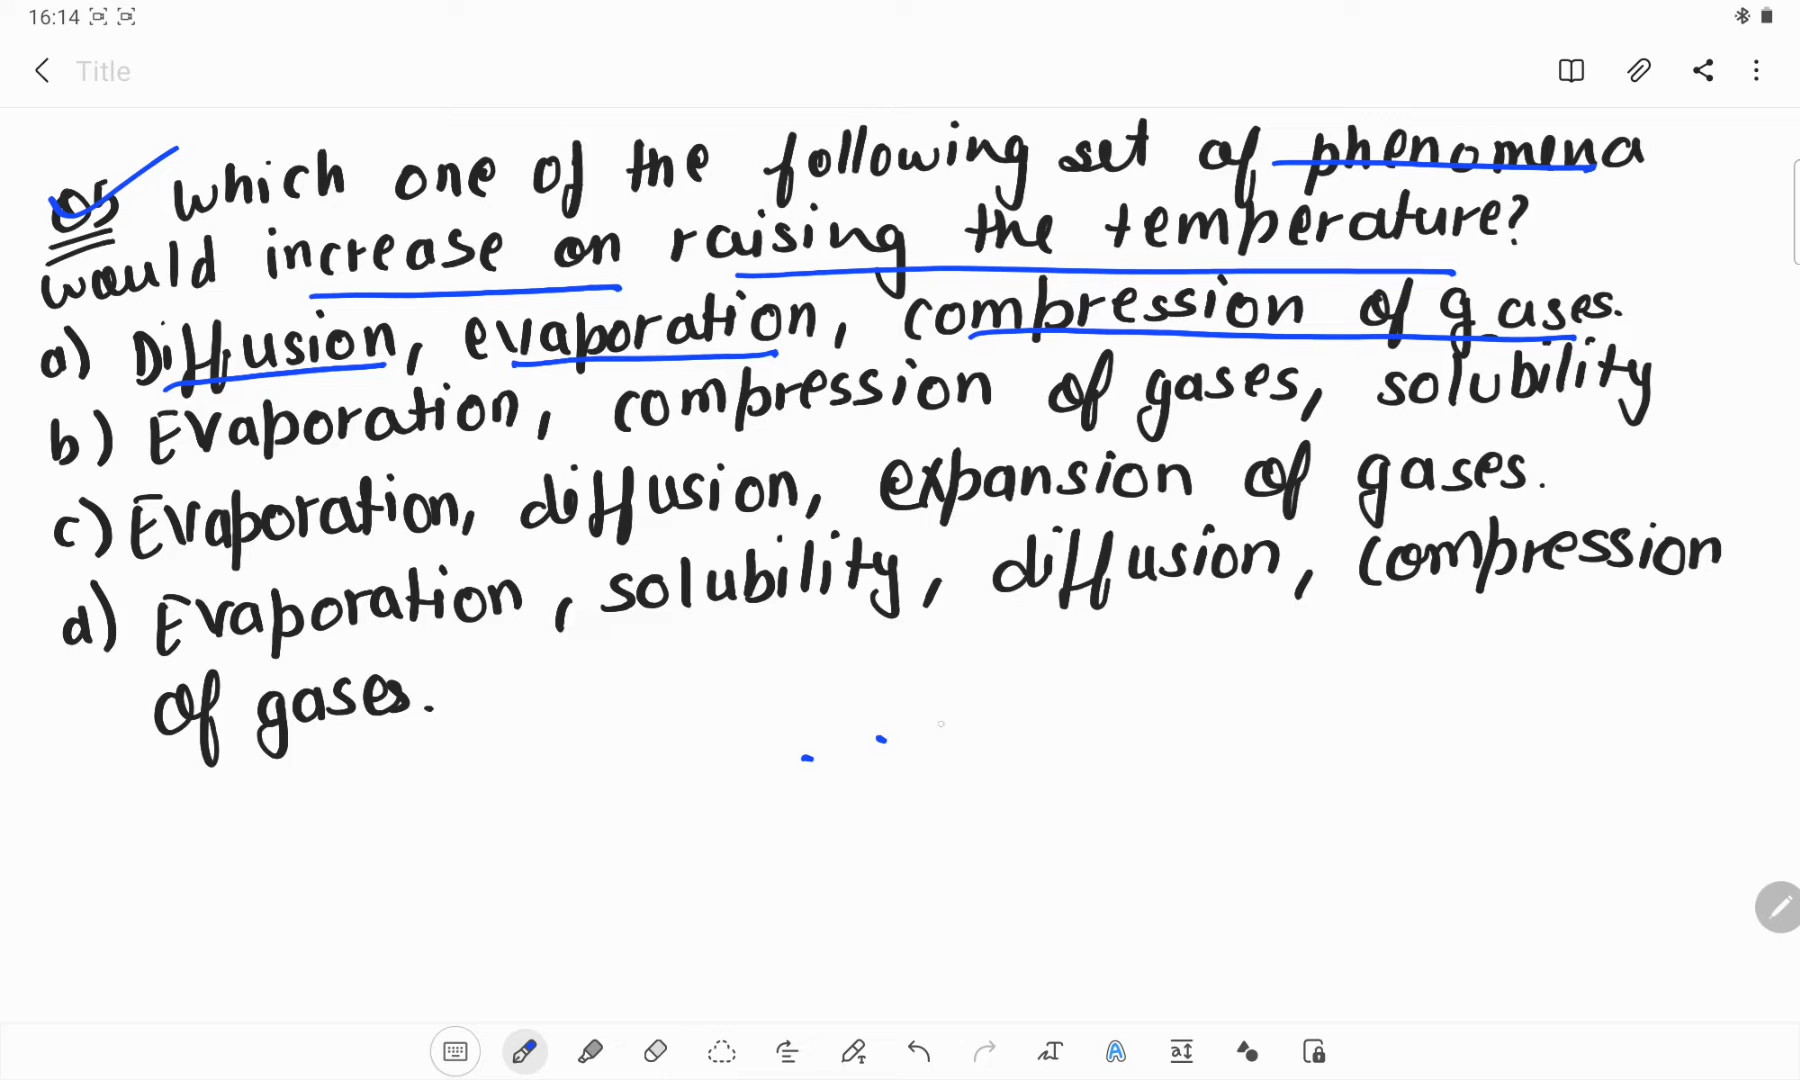 16:14
Title
Q5 Which one of the following set of phenomena
would increase on raising the temperature?
a) Diffusion, evaporation, compression of gases.
b) Evaporation, compression of gases, solubility
c) Evaporation, diffusion, expansion of gases.
d) Evaporation, solubility, diffusion, compression
of gases.